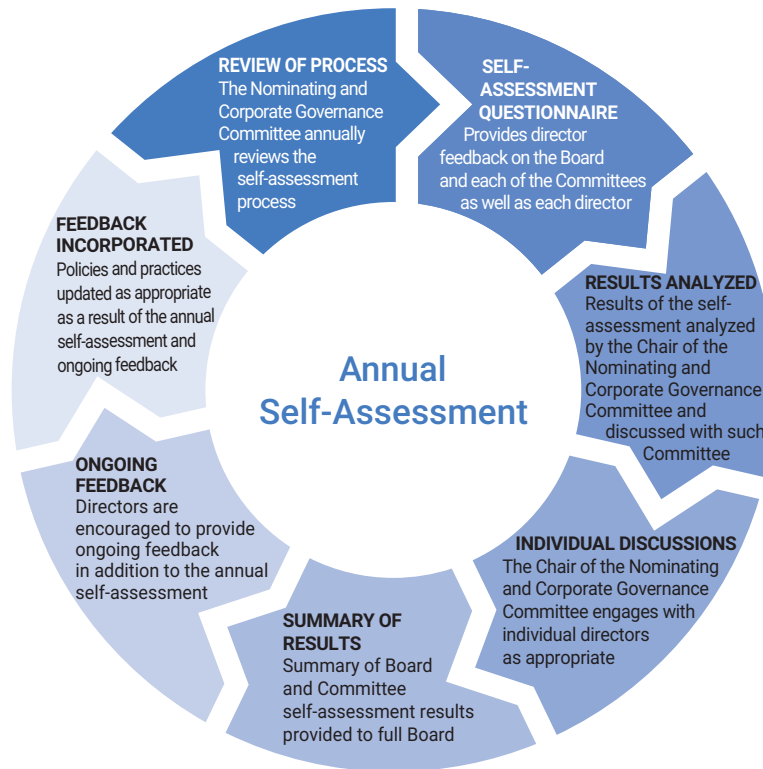 REVIEW OF PROCESS
The Nominating and
Corporate Governance
Committee annually
reviews the
self-assessment
process
SELF-
ASSESSMENT
QUESTIONNAIRE
Provides director
feedback on the Board
and each of the Committees
as well as each director
RESULTS ANALYZED
Results of the self-
assessment analyzed
by the Chair of the
Nominating and
Corporate Governance
Committee and
discussed with such
Committee
INDIVIDUAL DISCUSSIONS
The Chair of the Nominating
and Corporate Governance
Committee engages with
individual directors
as appropriate
SUMMARY OF
RESULTS
Summary of Board
and Committee
self-assessment results
provided to full Board
ONGOING
FEEDBACK
Directors are
encouraged to provide
ongoing feedback
in addition to the annual
self-assessment
FEEDBACK
INCORPORATED
Policies and practices
updated as appropriate
as a result of the annual
self-assessment and
ongoing feedback
Annual
Self-Assessment